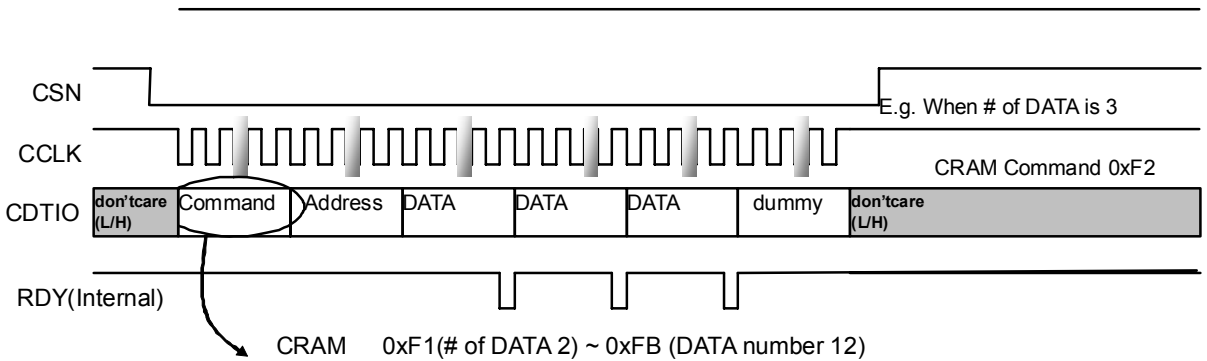 CSN
E.g. When # of DATA is 3
CCLK
CRAM Command 0xF2
CDTIO
don'tcare
(L/H)
Command
Address
DATA
DATA
DATA
dummy
don'tcare
(L/H)
RDY(Internal)
CRAM 0xF1(# of DATA 2) ~ 0xFB (DATA number 12)